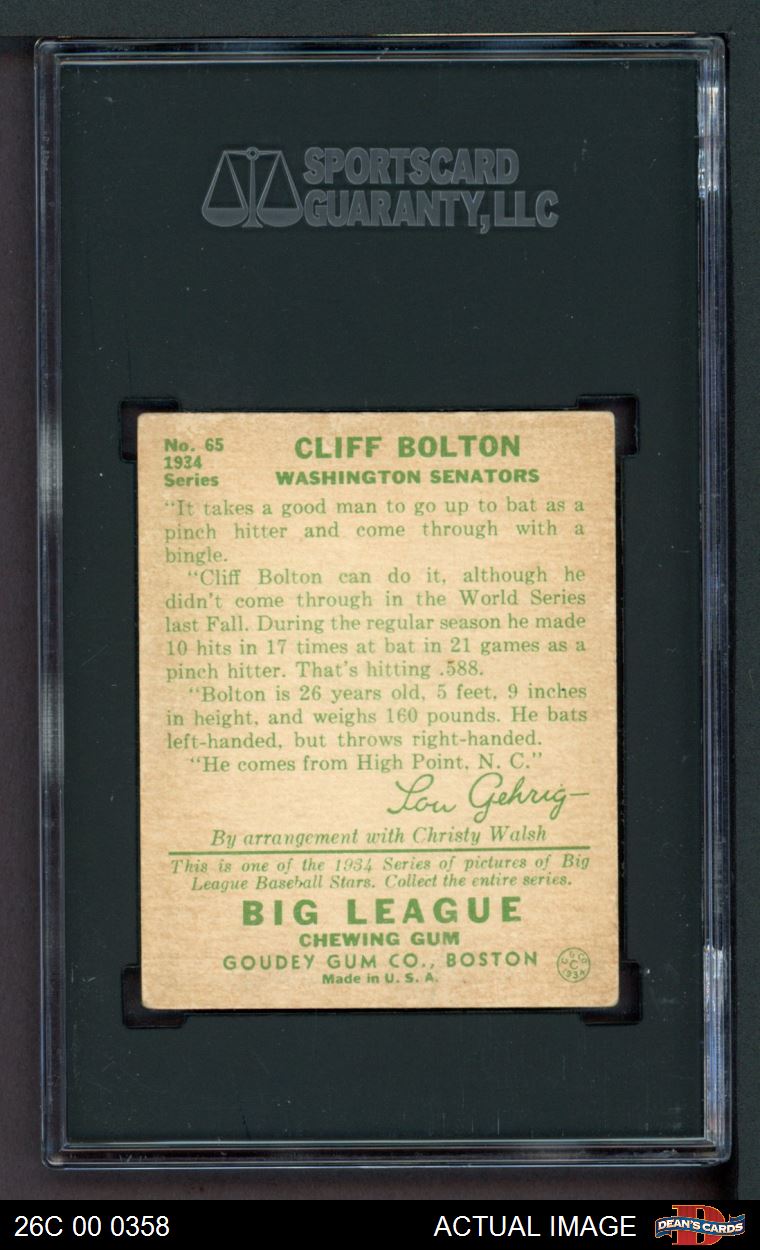 SPORTSCARD
GUARANTY, LLC
No. 65
1934
Series
CLIFF BOLTON
WASHINGTON SENATORS
"It takes a good man to go up to bat as a
pinch hitter and come through with a
bingle.
"Cliff Bolton can do it, although he
didn't come through in the World Series
last Fall. During the regular season he made
10 hits in 17 times at bat in 21 games as a
pinch hitter. That's hitting .588.
"Bolton is 26 years old, 5 feet, 9 inches
in height, and weighs 160 pounds. He bats
left-handed, but throws right-handed.
"He comes from High Point, N. C."
Lou Gehrig
By arrangement with Christy Walsh
This is one of the 1934 Series of pictures of Big
League Baseball Stars. Collect the entire series.
BIG LEAGUE
CHEWING GUM
GOUDEY GUM CO., BOSTON
Made in U. S. A.
26C 00 0358
ACTUAL IMAGE
DEAN'S CARDS